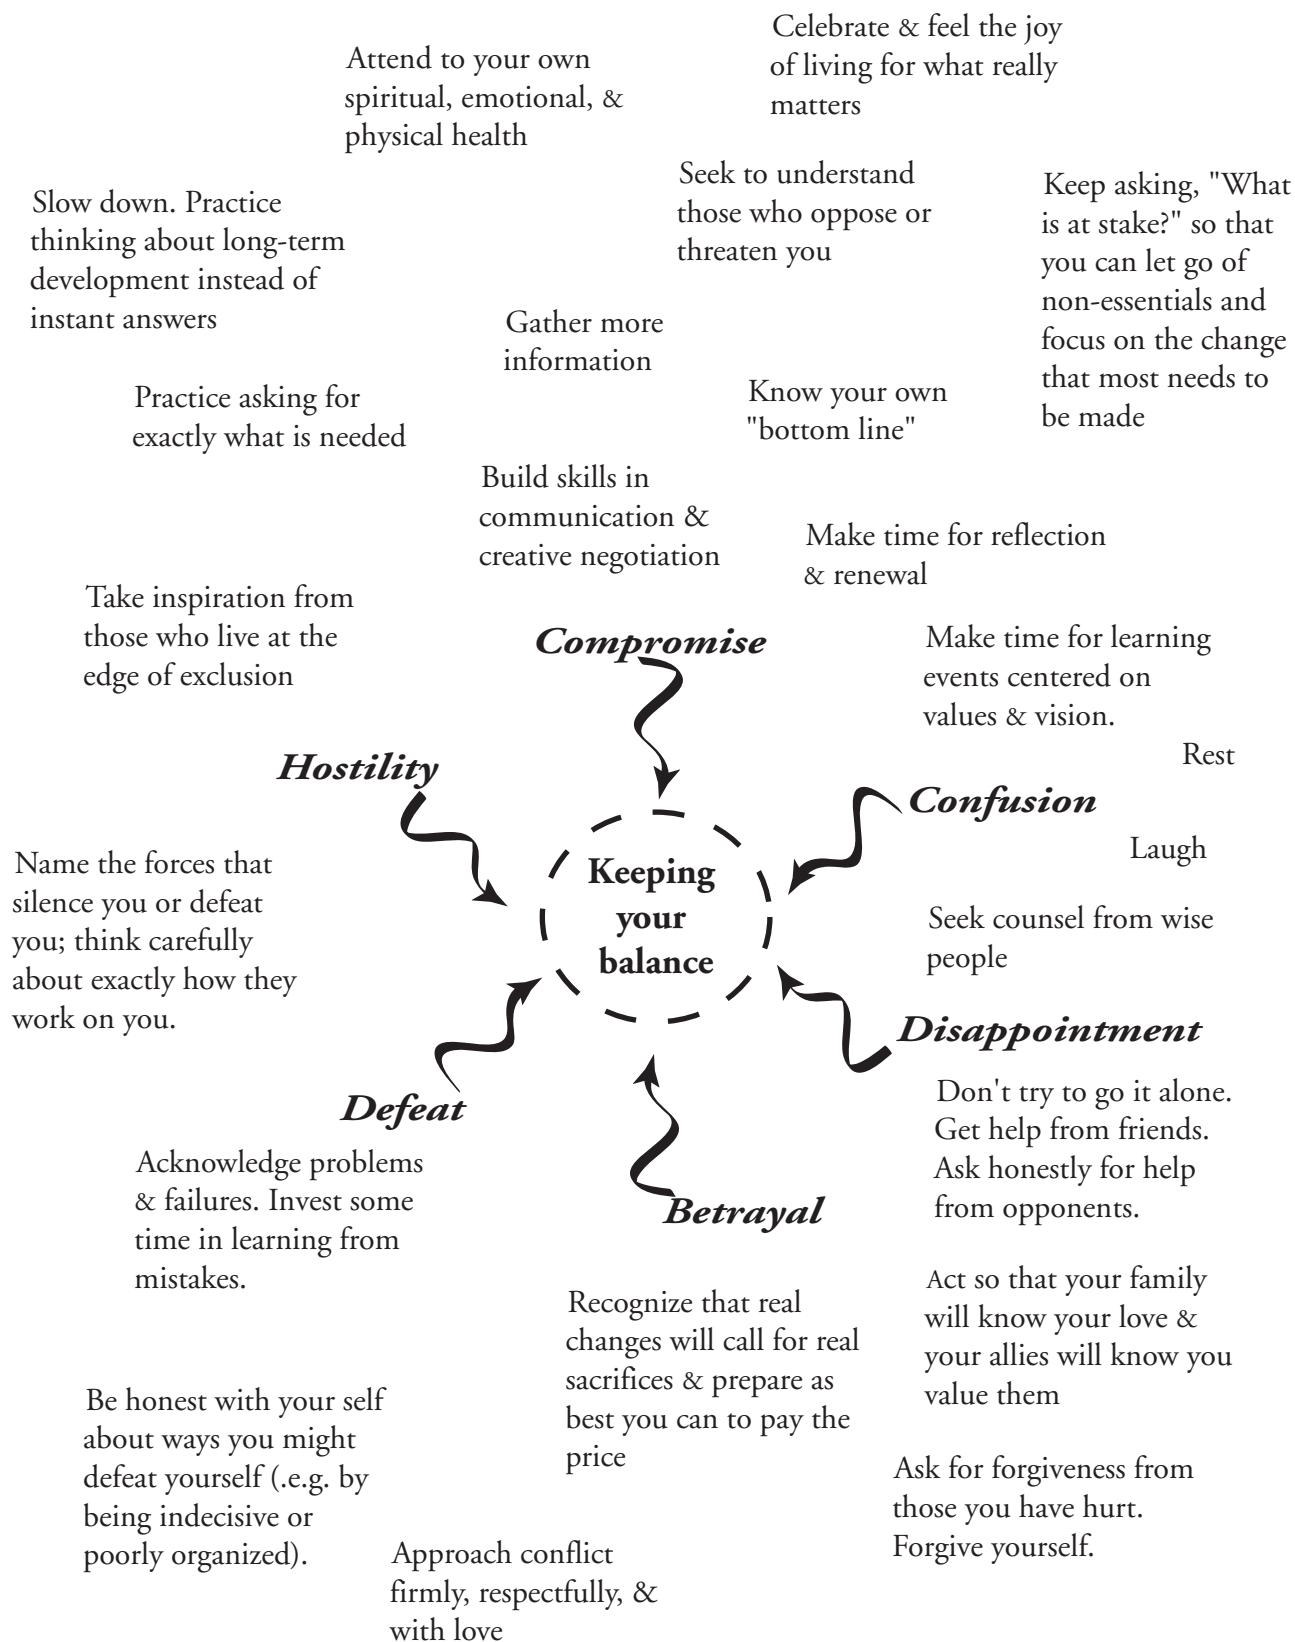 Celebrate & feel the joy
of living for what really
matters
Attend to your own
spiritual, emotional, &
physical health
Seek to understand
those who oppose or
threaten you
Keep asking, "What
is at stake?" so that
you can let go of
non-essentials and
focus on the change
that most needs to
be made
Slow down. Practice
thinking about long-term
development instead of
instant answers
Gather more
information
Practice asking for
exactly what is needed
Know your own
"bottom line"
Build skills in
communication &
creative negotiation
Make time for reflection
& renewal
Take inspiration from
those who live at the
edge of exclusion
Compromise
Make time for learning
events centered on
values & vision.
Rest
Hostility
Confusion
Laugh
Keeping
your
balance
Name the forces that
silence you or defeat
you; think carefully
about exactly how they
work on you.
Seek counsel from wise
people
Disappointment
Defeat
Don't try to go it alone.
Get help from friends.
Ask honestly for help
from opponents.
Acknowledge problems
& failures. Invest some
time in learning from
mistakes.
Betrayal
Act so that your family
will know your love &
your allies will know you
value them
Recognize that real
changes will call for real
sacrifices & prepare as
best you can to pay the
price
Be honest with your self
about ways you might
defeat yourself (.e.g. by
being indecisive or
poorly organized).
Ask for forgiveness from
those you have hurt.
Forgive yourself.
Approach conflict
firmly, respectfully, &
with love